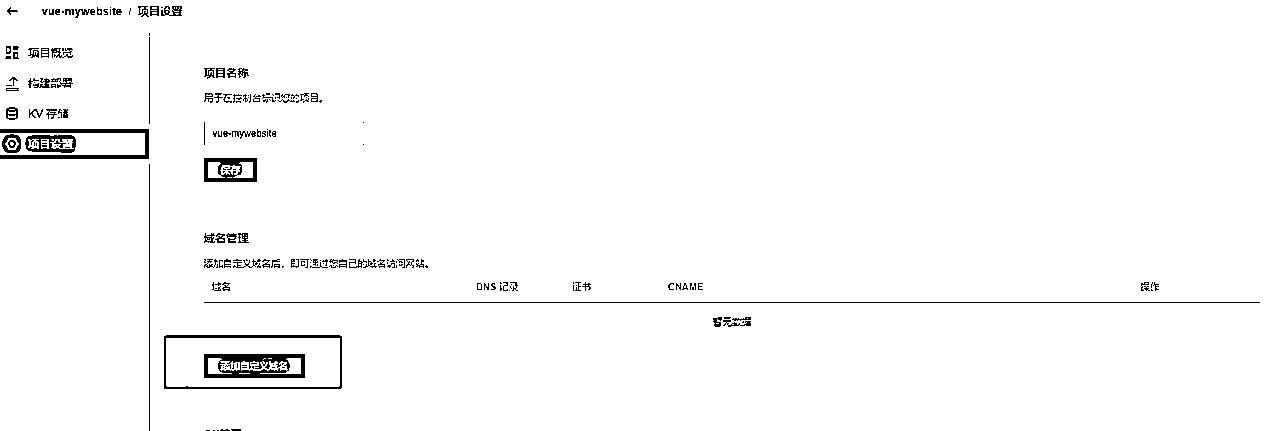 vue-mywebsite / 项目设置
项目概览
构建部署
KV 存储
项目设置
项目名称
用于在控制台标识您的项目。
vue-mywebsite
保存
域名管理
添加自定义域名后，即可通过您自己的域名访问网站。
域名 DNS 记录 证书 CNAME 操作
暂无数据
添加自定义域名